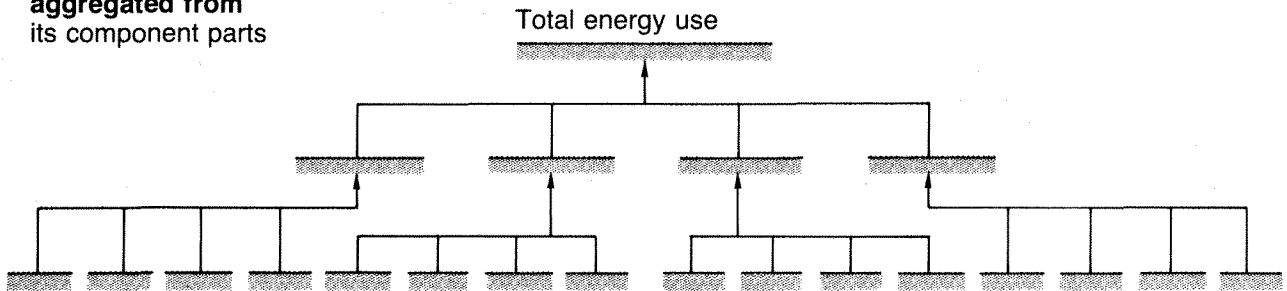 aggregated from
its component parts
Total energy use